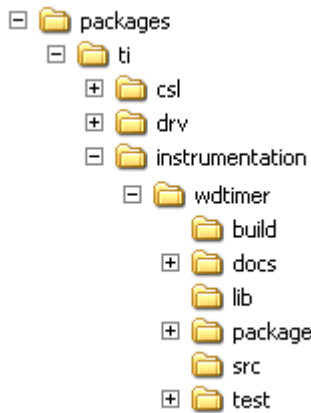 packages
ti
csl
drv
instrumentation
wdtimer
build
docs
lib
package
src
test